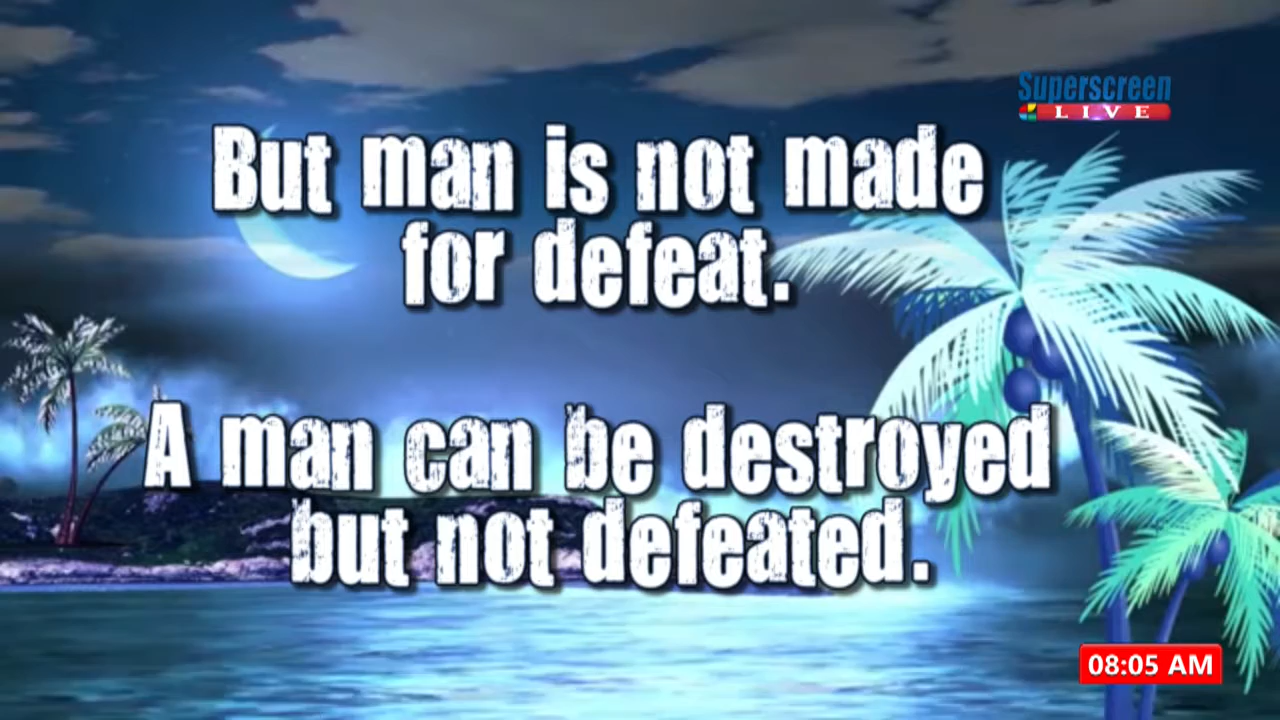 Superscreen
LIVE
But man is not made
for defeat.
A man can be destroyed
but not defeated.
08:05 AM